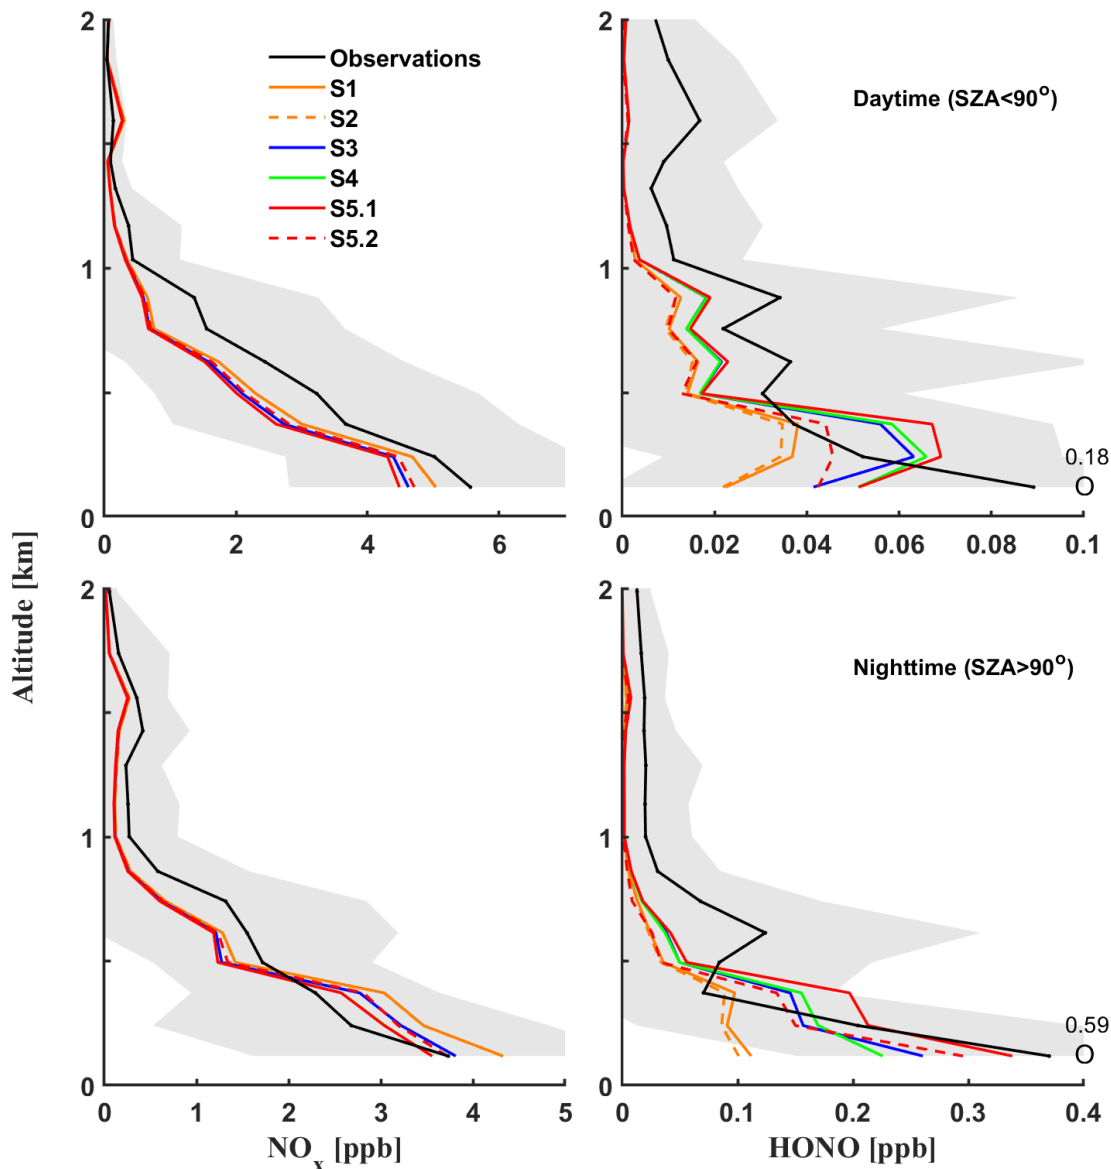 2
1
0
0
2
4
6
Observations
S1
S2
S3
S4
S5.1
S5.2
2
1
0
0
0.02
0.04
0.06
0.08
0.1
Daytime (SZA<90°)
0.18
O
Altitude [km]
2
1
0
0
1
2
3
4
5
NOx [ppb]
2
1
0
0
0.1
0.2
0.3
0.4
Nighttime (SZA>90°)
0.59
O
HONO [ppb]